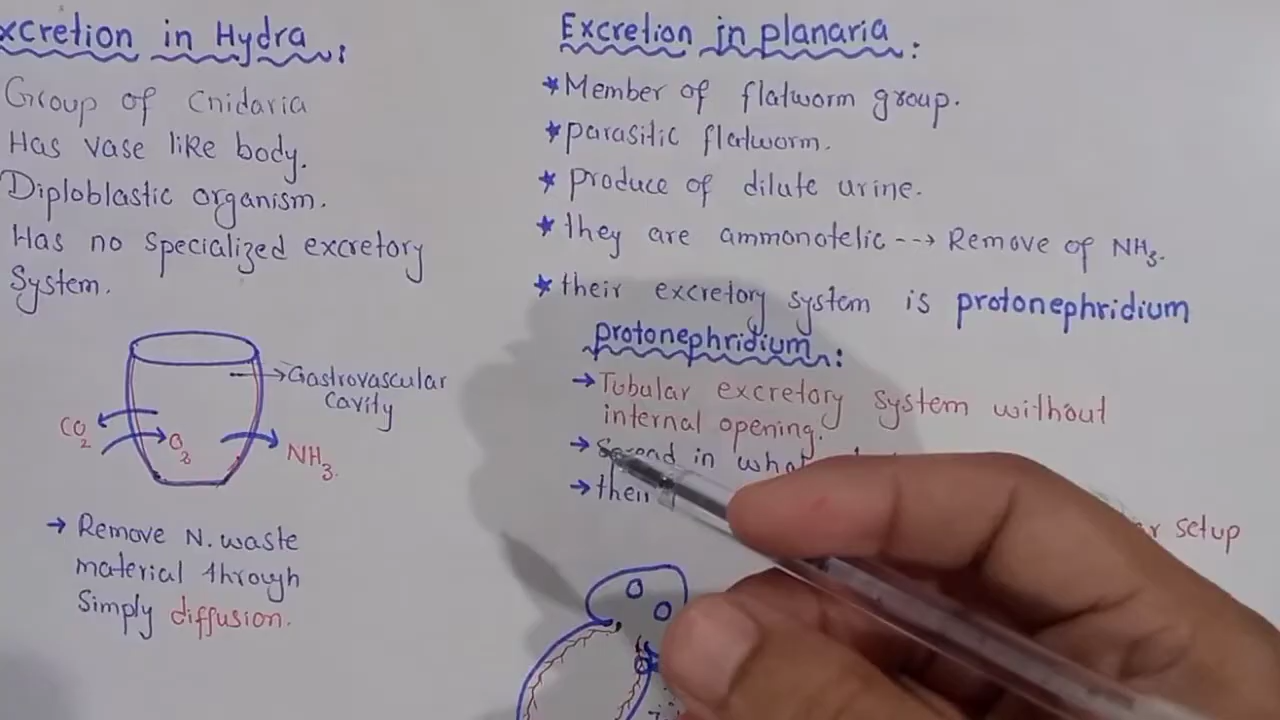 xcretion in Hydra :
Group of Cnidaria
Has vase like body.
Diploblastic organism.
Has no specialized excretory
System.
Gastrovascular
cavity
CO2
O2
NH3.
→ Remove N. waste
material through
Simply diffusion.
Excretion in planaria :
* Member of flatworm group.
* parasitic flatworm.
* produce of dilute urine.
* they are ammonotelic --→ Remove of NH3.
* their excretory system is protonephridium
protonephridium :
→ Tubular excretory system without
internal opening.
→ in
→ their setup